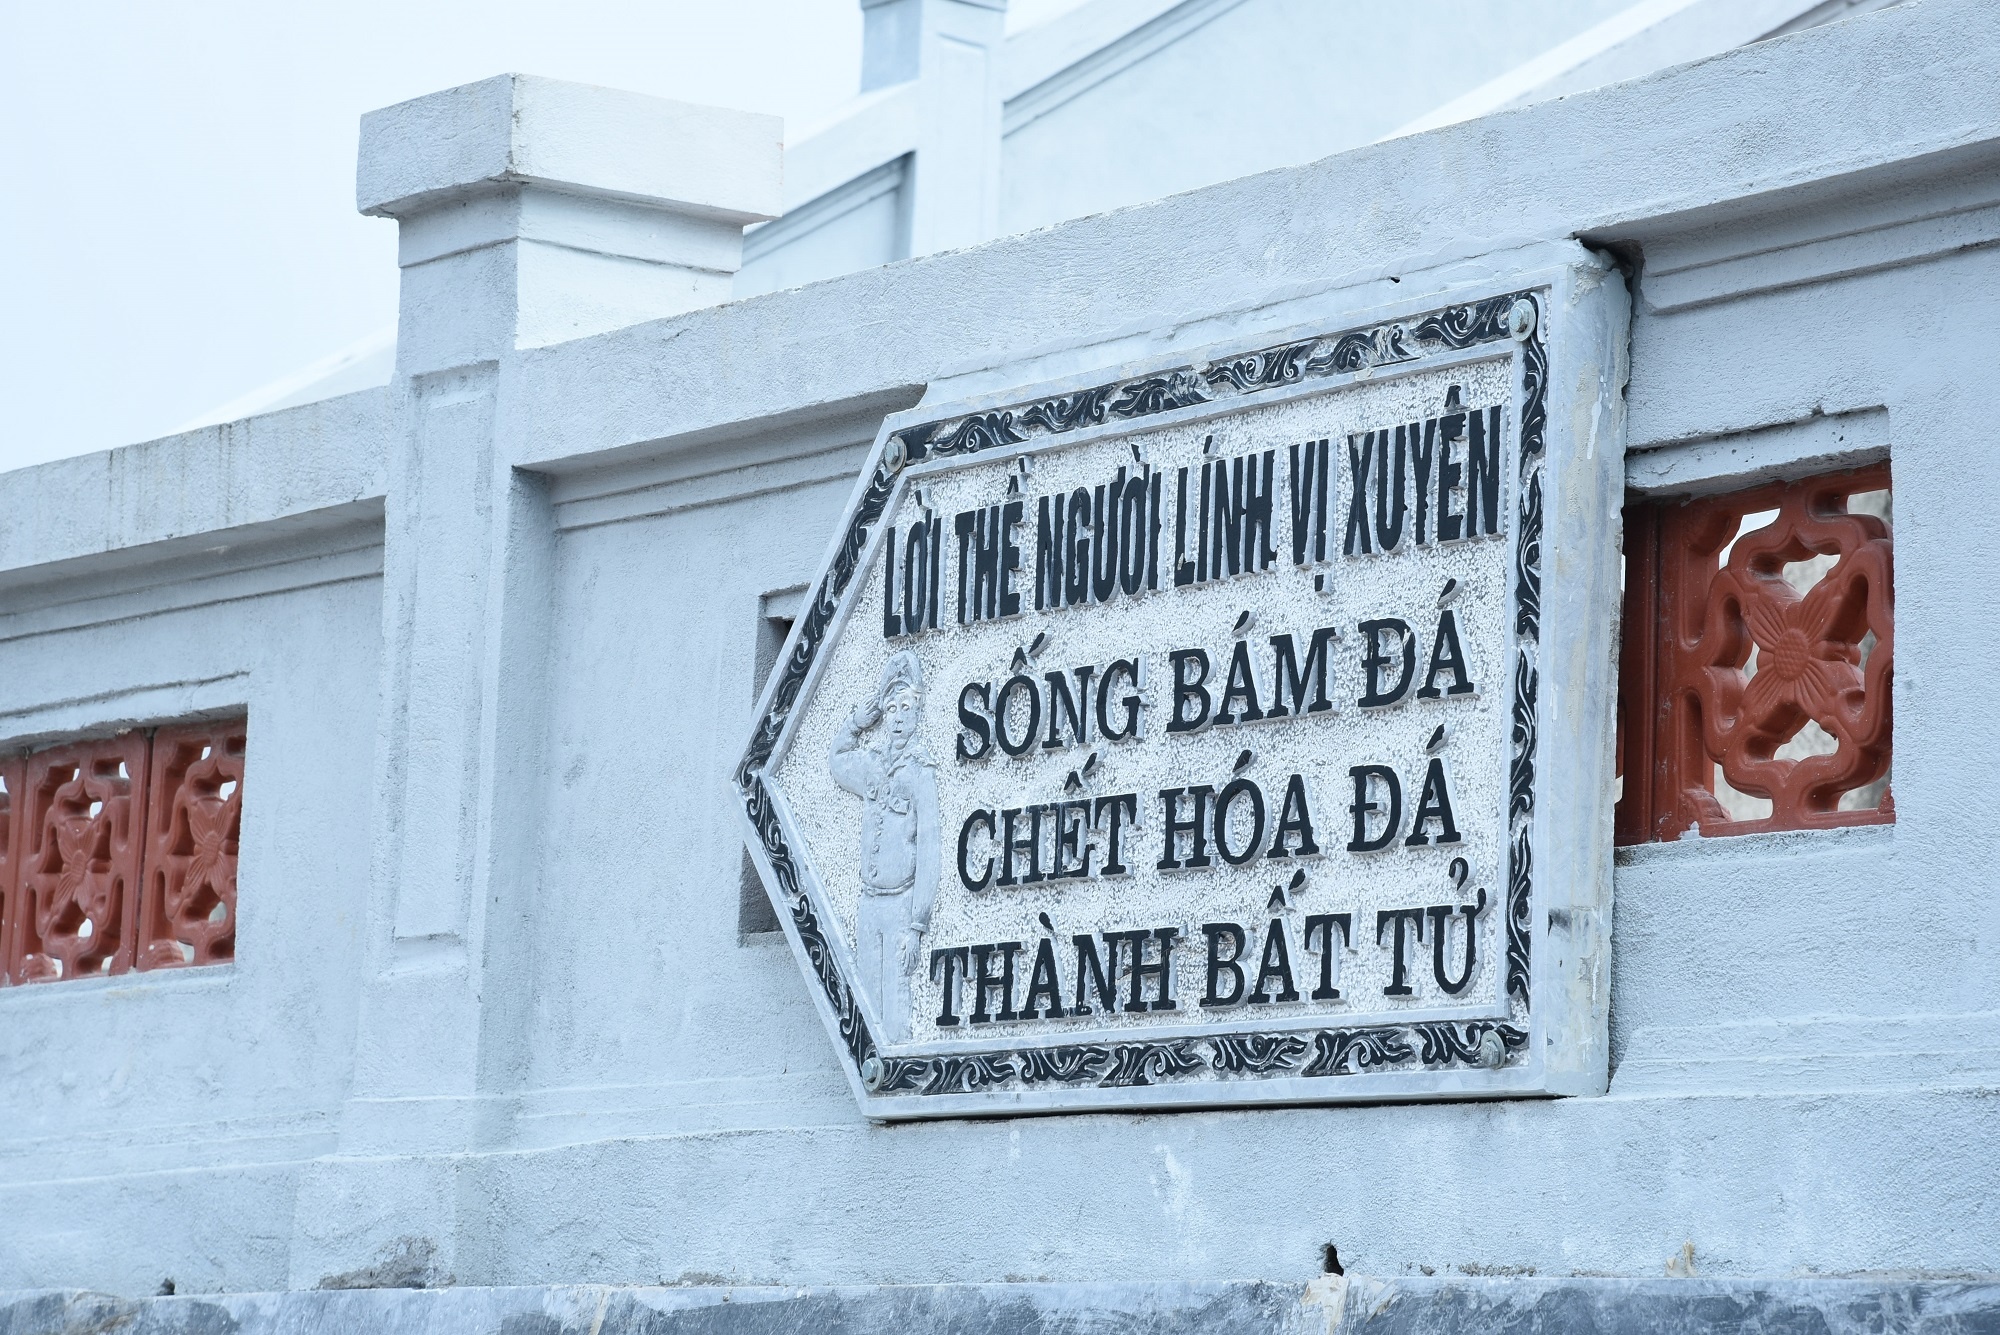 LỜI THỀ NGƯỜI LÍNH VỊ XUYÊN
SỐNG BÁM ĐÁ
CHẾT HÓA ĐÁ
THÀNH BẤT TỬ